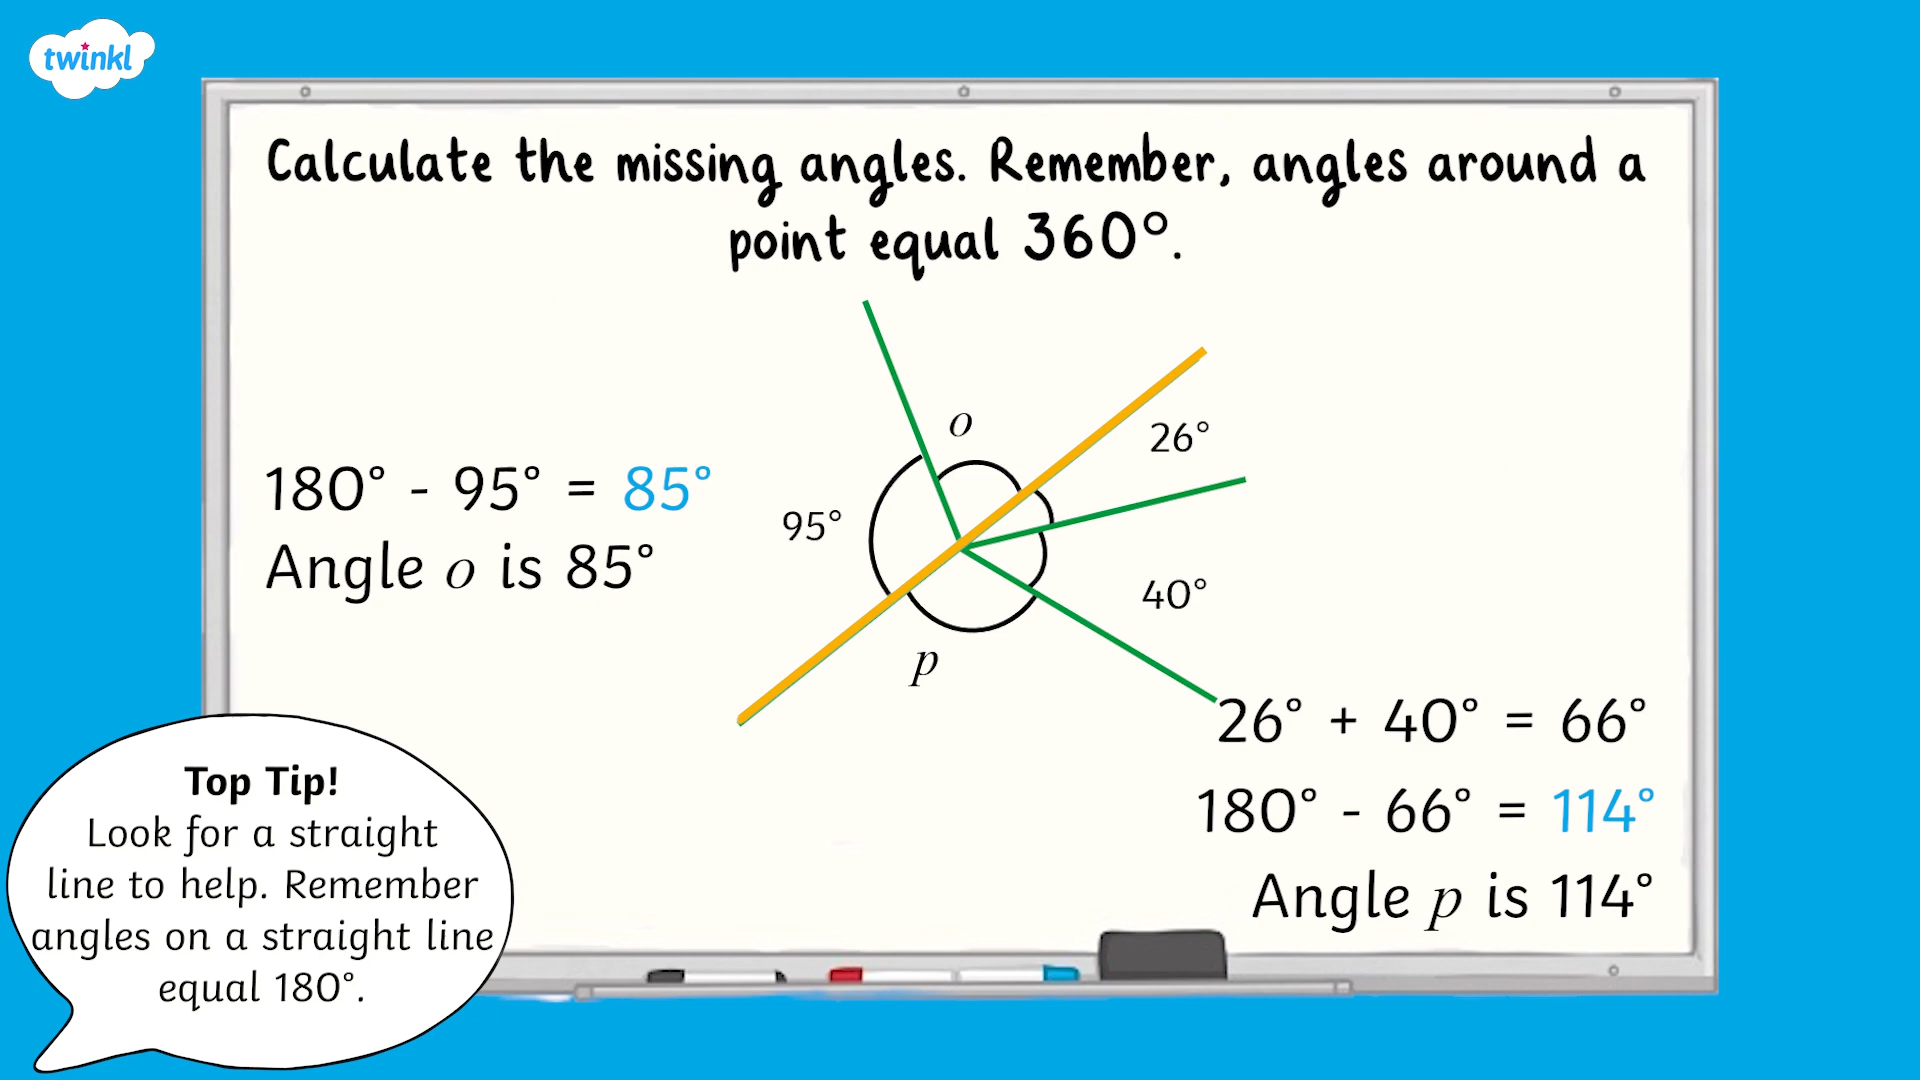 twinkl
Calculate the missing angles. Remember, angles around a
point equal 360°.
o
26°
180° - 95° = 85°
95°
Angle o is 85°
40°
p
26° + 40° = 66°
180° - 66° = 114°
Angle p is 114°
Top Tip!
Look for a straight
line to help. Remember
angles on a straight line
equal 180°.